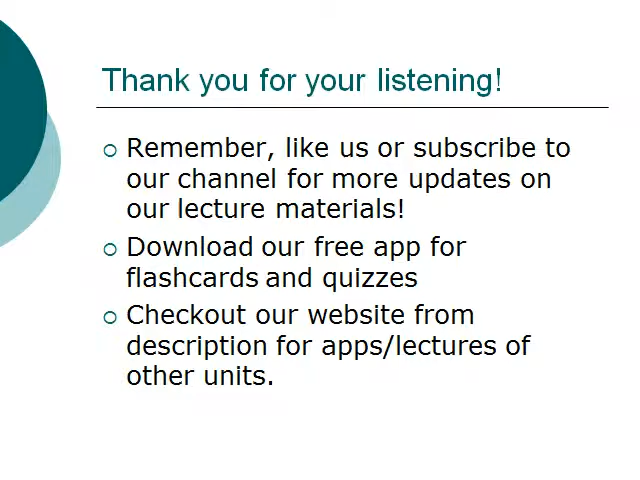 Thank you for your listening!
Remember, like us or subscribe to
our channel for more updates on
our lecture materials!
Download our free app for
flashcards and quizzes
Checkout our website from
description for apps/lectures of
other units.